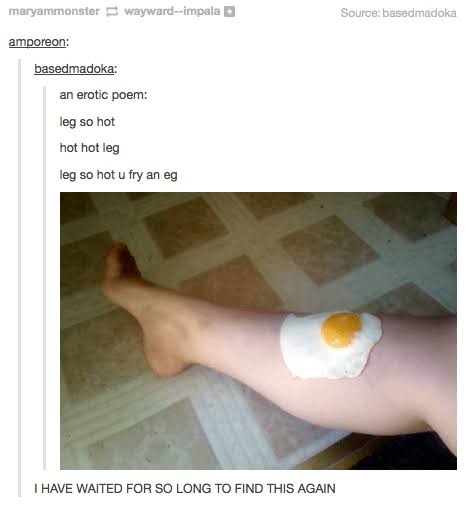 maryammonster wayward--impala
Source: basedmadoka
amporeon:
basedmadoka:
an erotic poem:
leg so hot
hot hot leg
leg so hot u fry an eg
I HAVE WAITED FOR SO LONG TO FIND THIS AGAIN